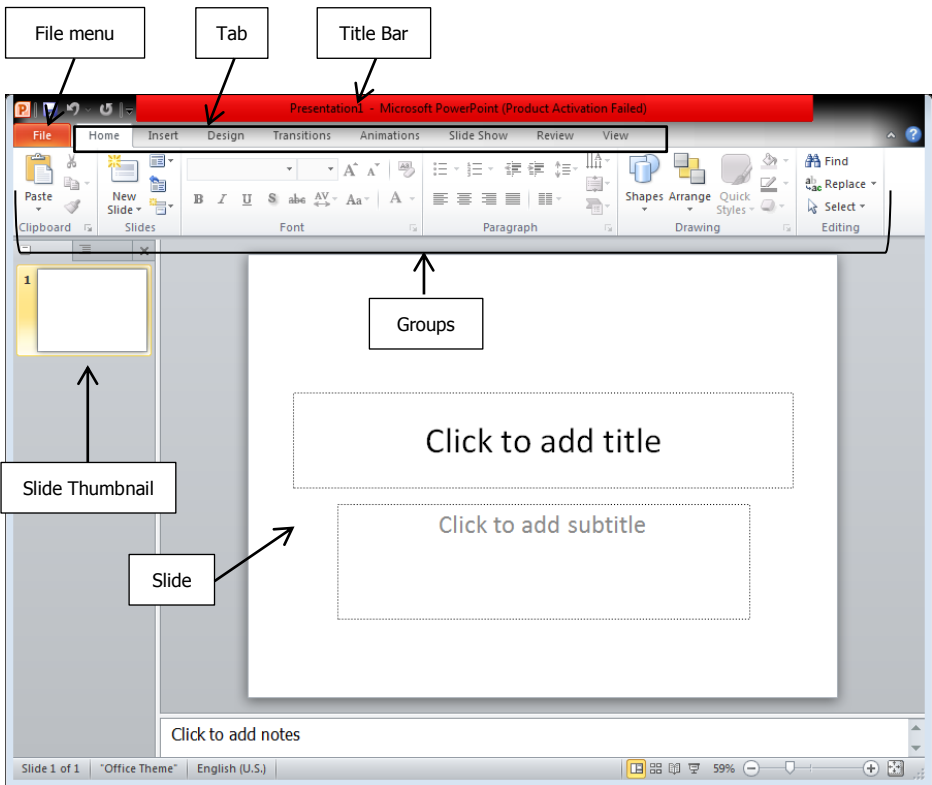 File menu
Tab
Title Bar
Presentation1 - Microsoft PowerPoint (Product Activation Failed)
File Home Insert Design Transitions Animations Slide Show Review View
Paste
New Slide
B I U S abc AV Aa A
Shapes Arrange Quick Styles
Find
Replace
Select
Clipboard Slides Font Paragraph Drawing Editing
1
Groups
Click to add title
Slide Thumbnail
Click to add subtitle
Slide
Click to add notes
Slide 1 of 1 "Office Theme" English (U.S.) 59%